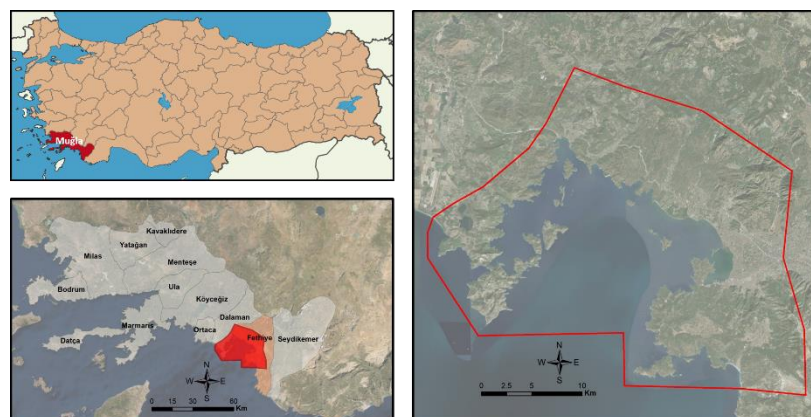 Muğla
Kavaklıdere
Yatağan
Milas
Menteşe
Ula
Bodrum
Köyceğiz
Dalaman
Marmaris
Ortaca
Fethiye
Seydikemer
Datça
N
W E
S
0 15 30 60
Km
N
W E
S
0 2.5 5 10
Km